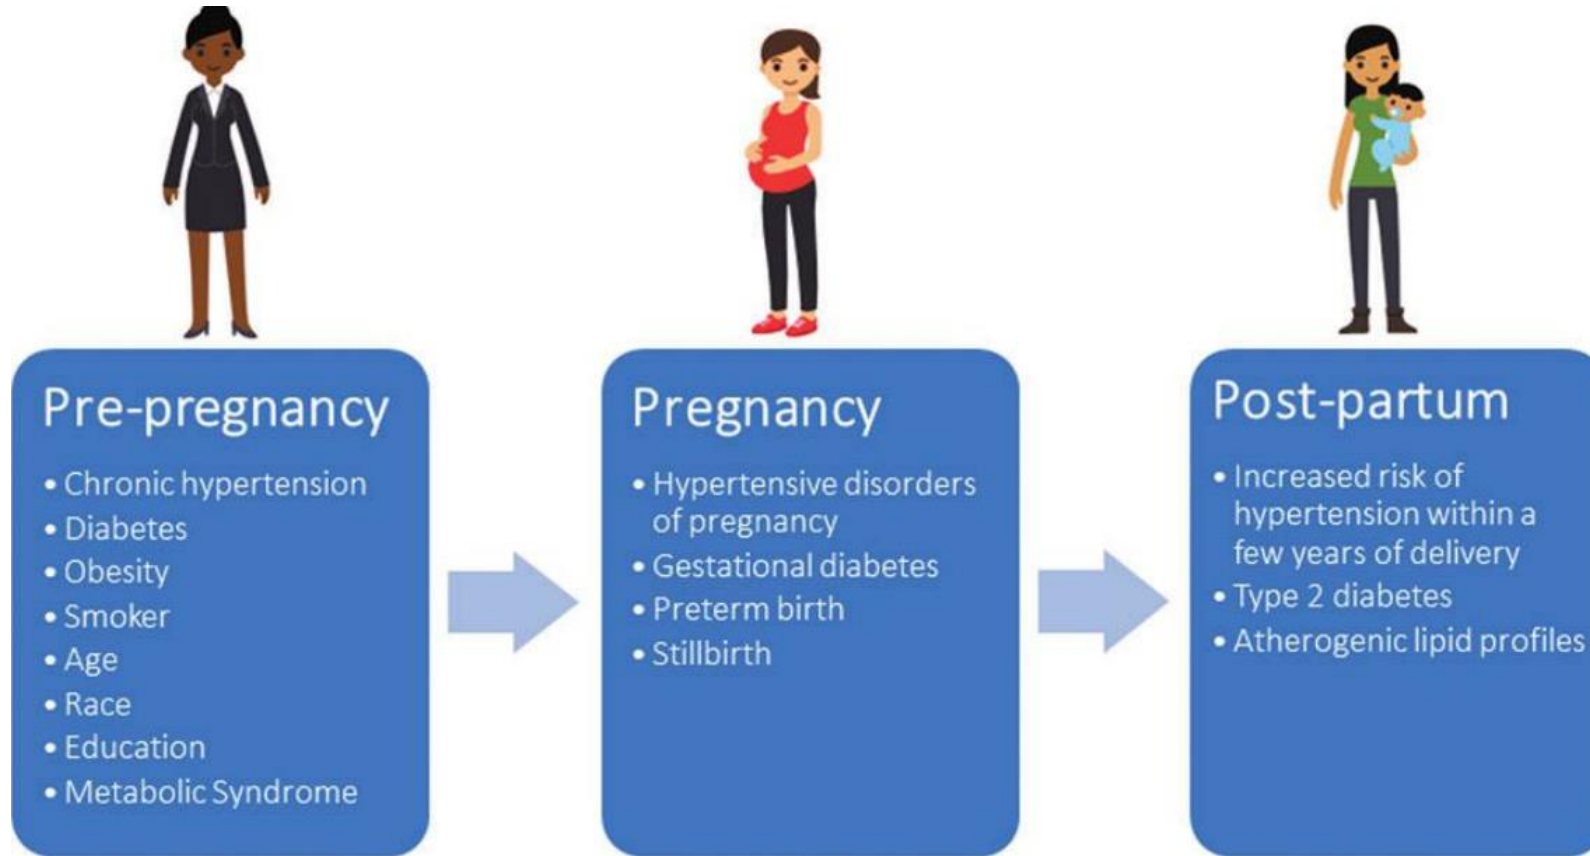 Pre-pregnancy
• Chronic hypertension
• Diabetes
• Obesity
• Smoker
• Age
• Race
• Education
• Metabolic Syndrome
Pregnancy
• Hypertensive disorders
of pregnancy
• Gestational diabetes
• Preterm birth
• Stillbirth
Post-partum
• Increased risk of
hypertension within a
few years of delivery
• Type 2 diabetes
• Atherogenic lipid profiles